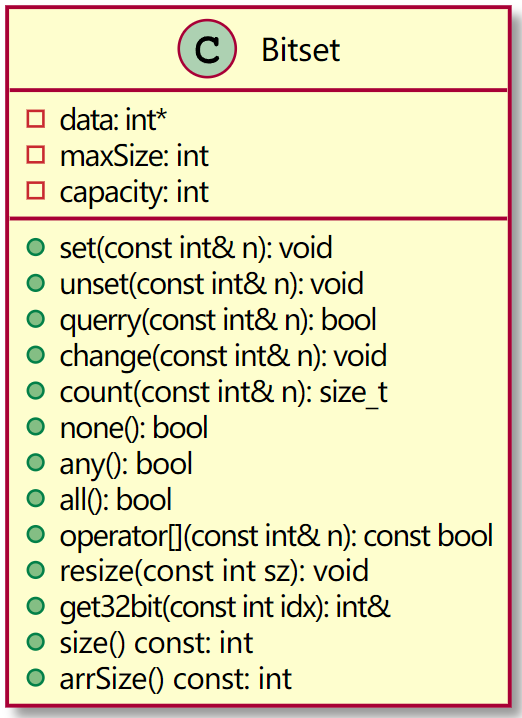 C Bitset
data: int*
maxSize: int
capacity: int
set(const int& n): void
unset(const int& n): void
querry(const int& n): bool
change(const int& n): void
count(const int& n): size_t
none(): bool
any(): bool
all(): bool
operator[](const int& n): const bool
resize(const int sz): void
get32bit(const int idx): int&
size() const: int
arrSize() const: int